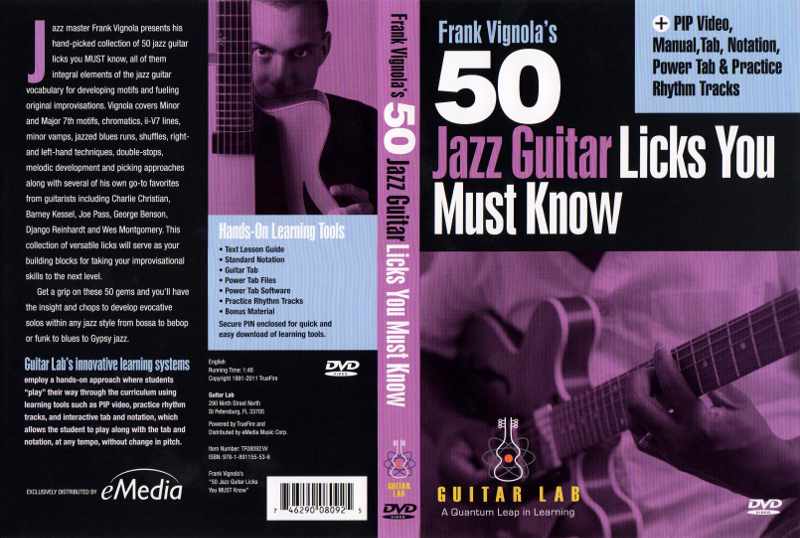 Jazz master Frank Vignola presents his
hand-picked collection of 50 jazz guitar
licks you MUST know, all of them
integral elements of the jazz guitar
vocabulary for developing motifs and fueling
original improvisations. Vignola covers Minor
and Major 7th motifs, chromatics, ii-V7 lines,
minor vamps, jazzed blues runs, shuffles, right-
and left-hand techniques, double-stops,
melodic development and picking approaches
along with several of his own go-to favorites
from guitarists including Charlie Christian,
Barney Kessel, Joe Pass, George Benson,
Django Reinhardt and Wes Montgomery. This
collection of versatile licks will serve as your
building blocks for taking your improvisational
skills to the next level.
Get a grip on these 50 gems and you'll have
the insight and chops to develop evocative
solos within any jazz style from bossa to bebop
or funk to blues to Gypsy jazz.
Guitar Lab's innovative learning systems
employ a hands-on approach where students
"play" their way through the curriculum using
learning tools such as PIP video, practice rhythm
tracks, and interactive tab and notation, which
allows the student to play along with the tab and
notation, at any tempo, without change in pitch.
EXCLUSIVELY DISTRIBUTED BY eMedia
Hands-On Learning Tools
• Text Lesson Guide
• Standard Notation
• Guitar Tab
• Power Tab Files
• Power Tab Software
• Practice Rhythm Tracks
• Bonus Material
Secure PIN enclosed for quick and
easy download of learning tools.
English
Running Time: 1:48
Copyright 1991-2011 TrueFire
DVD
VIDEO
Guitar Lab
290 Ninth Street North
St Petersburg, FL 33705
Powered by TrueFire and
Distributed by eMedia Music Corp.
Item Number: TF08092W
ISBN: 978-1-891155-53-6
Frank Vignola's
"50 Jazz Guitar Licks
You MUST Know"
7 46290 08092 5
Frank Vignola's 50 Jazz Guitar Licks You Must Know
GUITAR
LAB
DVD
VIDEO
Frank Vignola's
50
Jazz Guitar Licks You
Must Know
+ PIP Video,
Manual,Tab, Notation,
Power Tab & Practice
Rhythm Tracks
GUITAR LAB
A Quantum Leap in Learning
DVD
VIDEO